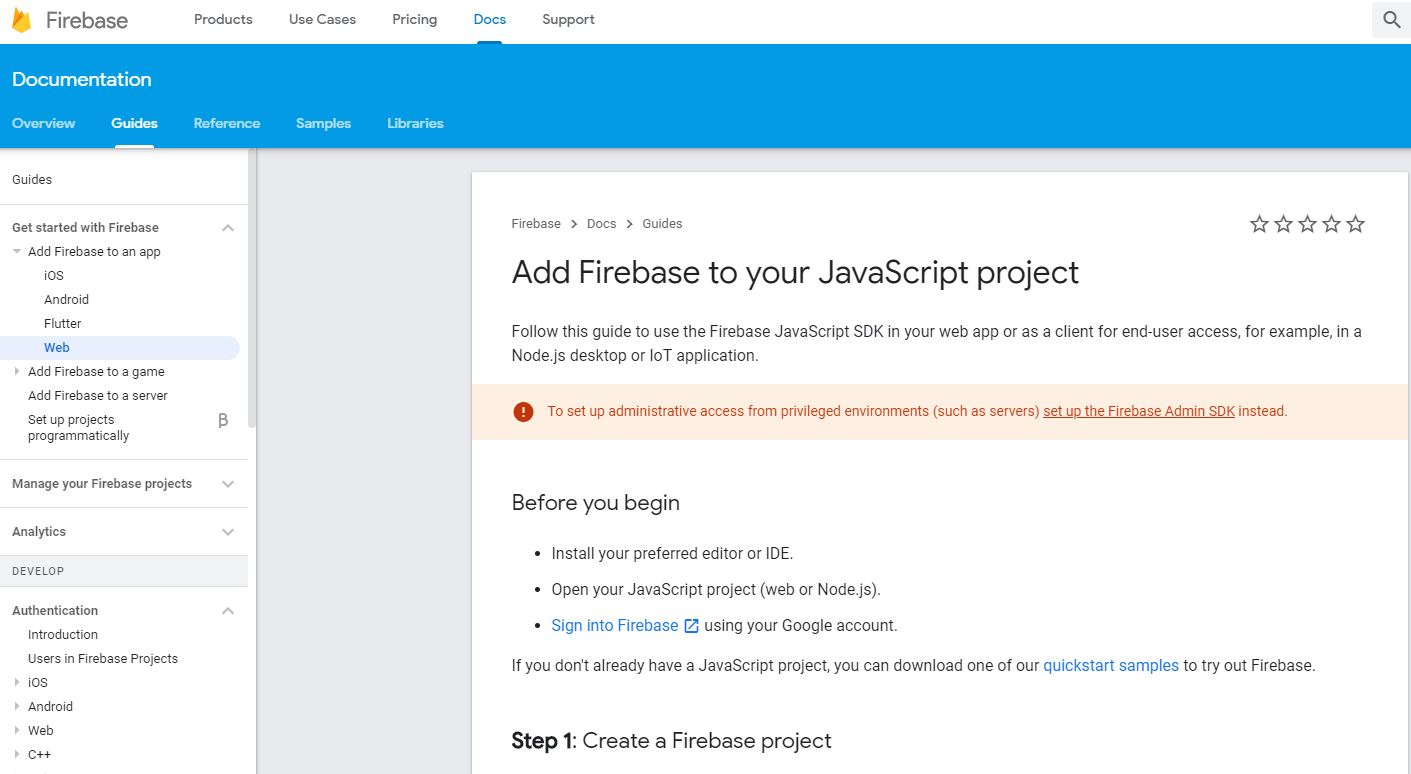 Firebase
Products
Use Cases
Pricing
Docs
Support
Documentation
Overview
Guides
Reference
Samples
Libraries
Guides
Get started with Firebase
Add Firebase to an app
iOS
Android
Flutter
Web
Add Firebase to a game
Add Firebase to a server
Set up projects
programmatically
β
Manage your Firebase projects
Analytics
DEVELOP
Authentication
Introduction
Users in Firebase Projects
iOS
Android
Web
C++
Firebase > Docs > Guides
Add Firebase to your JavaScript project
Follow this guide to use the Firebase JavaScript SDK in your web app or as a client for end-user access, for example, in a
Node.js desktop or IoT application.
To set up administrative access from privileged environments (such as servers) set up the Firebase Admin SDK instead.
Before you begin
• Install your preferred editor or IDE.
• Open your JavaScript project (web or Node.js).
• Sign into Firebase using your Google account.
If you don't already have a JavaScript project, you can download one of our quickstart samples to try out Firebase.
Step 1: Create a Firebase project